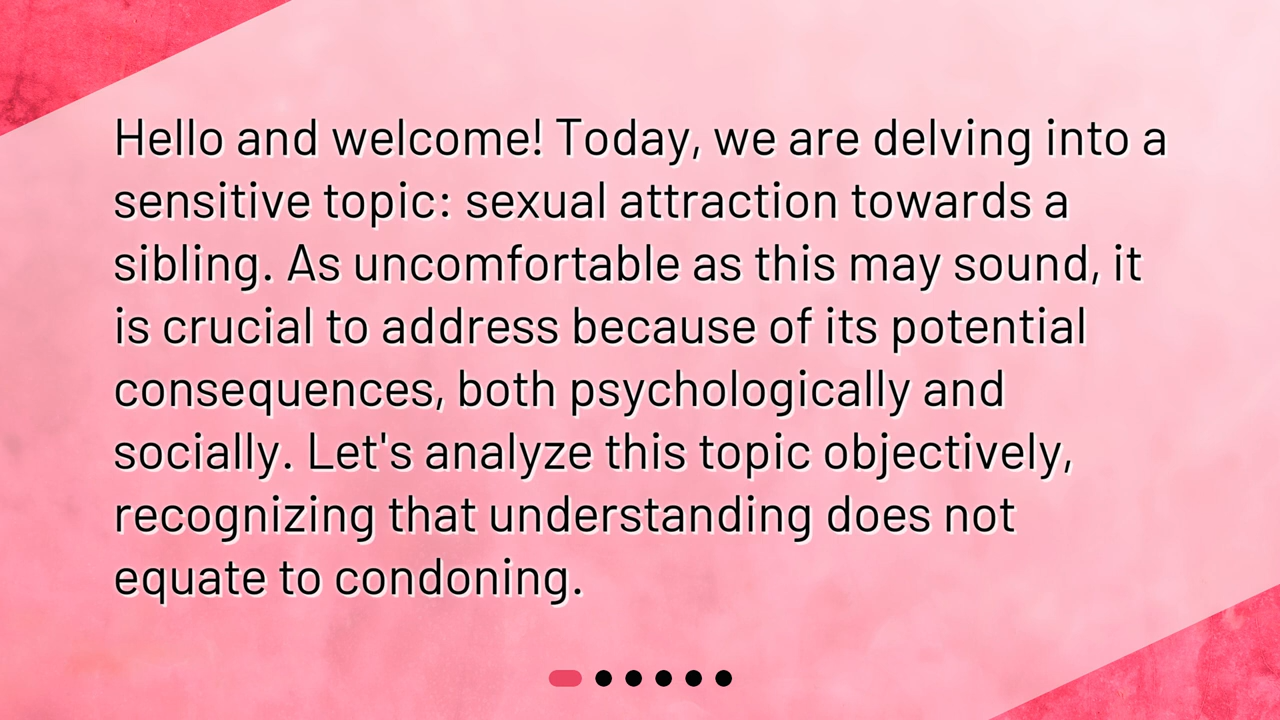 Hello and welcome! Today, we are delving into a
sensitive topic: sexual attraction towards a
sibling. As uncomfortable as this may sound, it
is crucial to address because of its potential
consequences, both psychologically and
socially. Let's analyze this topic objectively,
recognizing that understanding does not
equate to condoning.